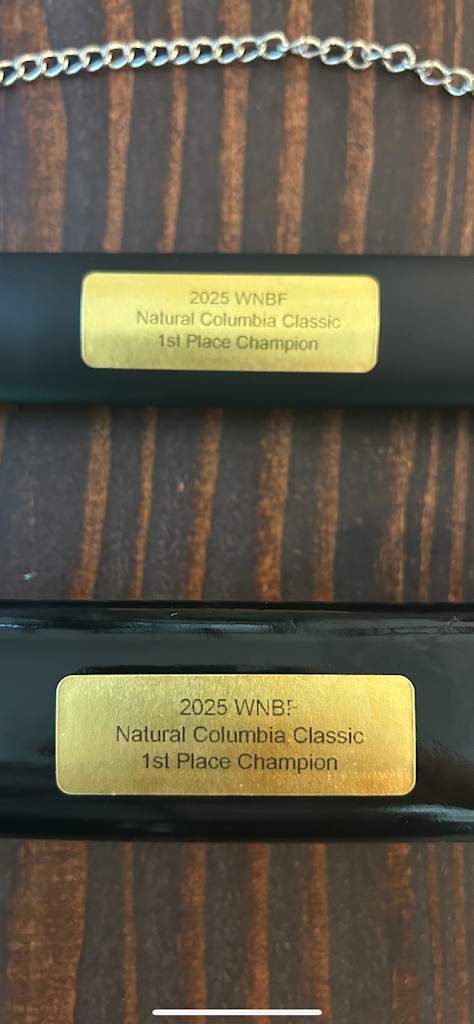 2025 WNBF
Natural Columbia Classic
1st Place Champion
2025 WNBF
Natural Columbia Classic
1st Place Champion